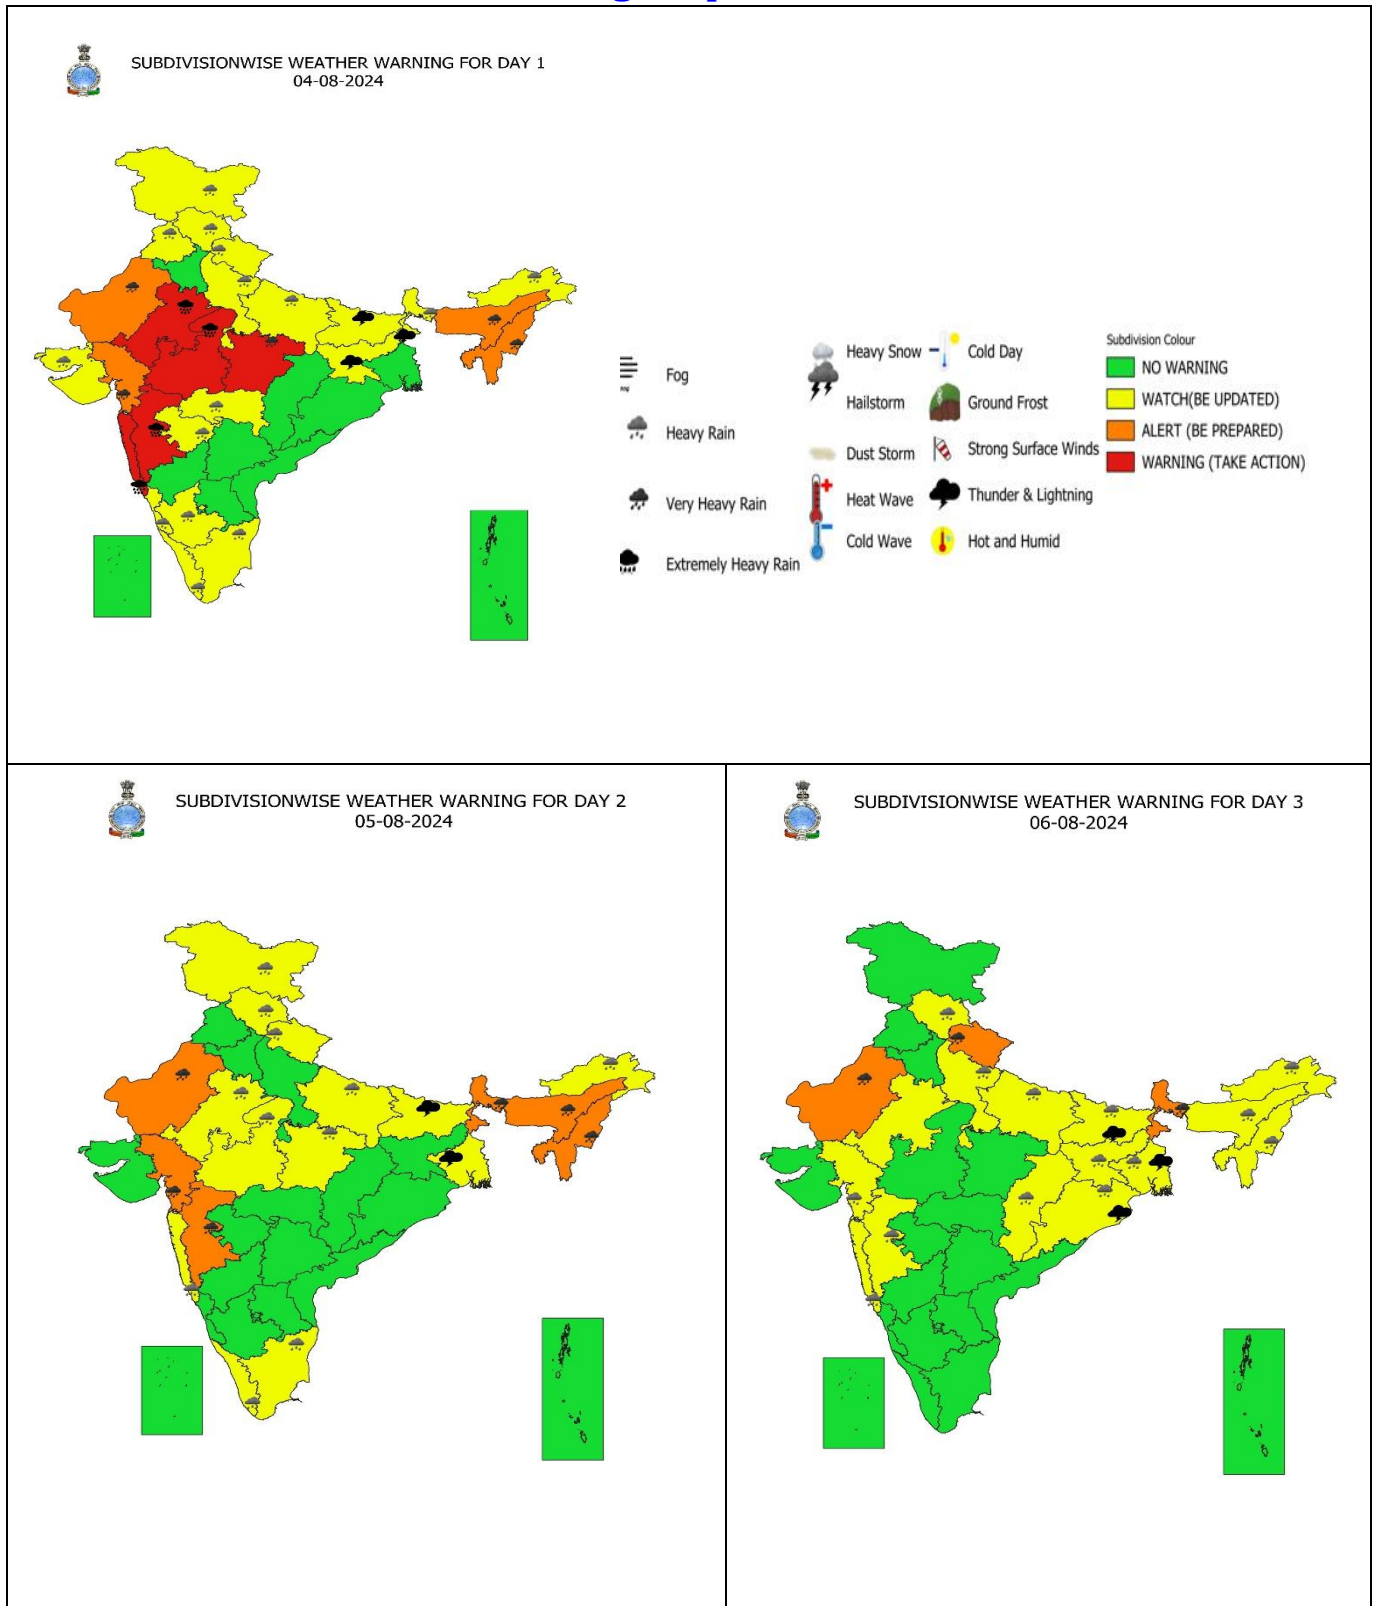 SUBDIVISIONWISE WEATHER WARNING FOR DAY 1
04-08-2024
Fog
Heavy Rain
Very Heavy Rain
Extremely Heavy Rain
Heavy Snow
Hailstorm
Dust Storm
Heat Wave
Cold Wave
Cold Day
Ground Frost
Strong Surface Winds
Thunder & Lightning
Hot and Humid
Subdivision Colour
NO WARNING
WATCH(BE UPDATED)
ALERT (BE PREPARED)
WARNING (TAKE ACTION)
SUBDIVISIONWISE WEATHER WARNING FOR DAY 2
05-08-2024
SUBDIVISIONWISE WEATHER WARNING FOR DAY 3
06-08-2024